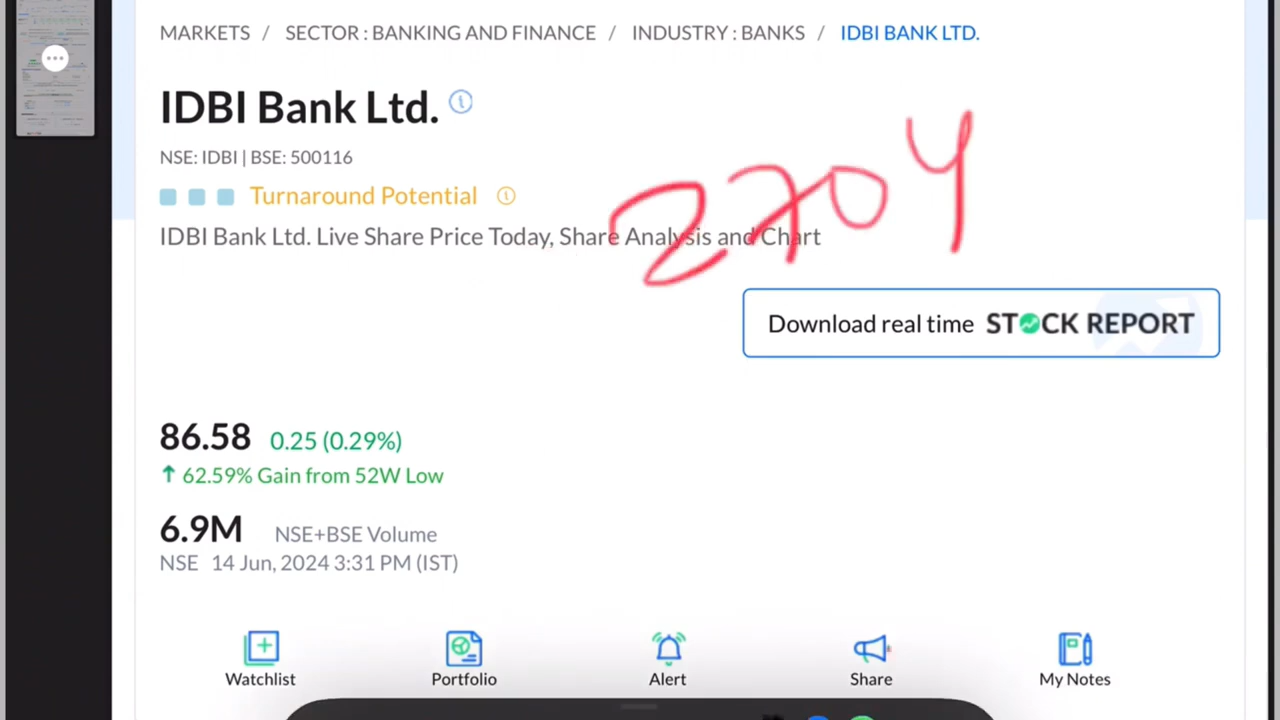 MARKETS / SECTOR : BANKING AND FINANCE / INDUSTRY : BANKS / IDBI BANK LTD.
IDBI Bank Ltd.
NSE: IDBI | BSE: 500116
Turnaround Potential
IDBI Bank Ltd. Live Share Price Today, Share Analysis and Chart
2704
Download real time STOCK REPORT
86.58 0.25 (0.29%)
↑ 62.59% Gain from 52W Low
6.9M NSE+BSE Volume
NSE 14 Jun, 2024 3:31 PM (IST)
Watchlist Portfolio Alert Share My Notes